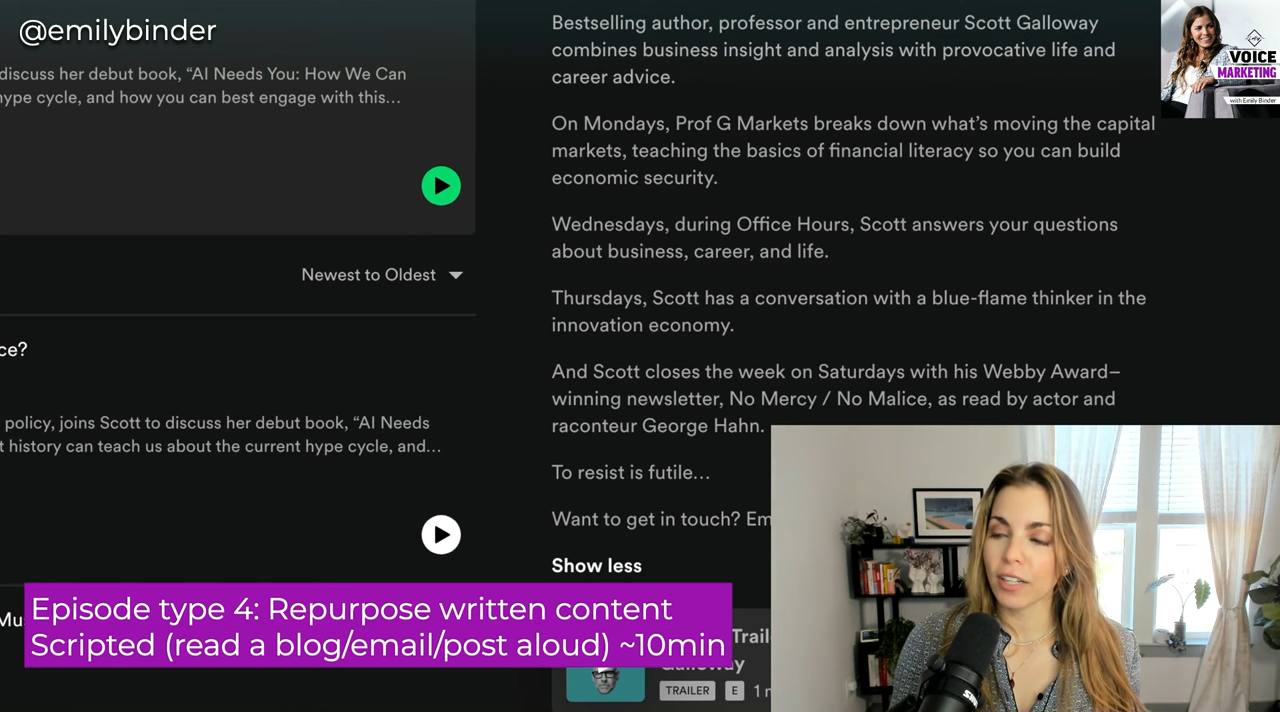 @emilybinder
discuss her debut book, “AI Needs You: How We Can
hype cycle, and how you can best engage with this…
Newest to Oldest
ce?
policy, joins Scott to discuss her debut book, “AI Needs
t history can teach us about the current hype cycle, and…
Mu
Bestselling author, professor and entrepreneur Scott Galloway
combines business insight and analysis with provocative life and
career advice.
On Mondays, Prof G Markets breaks down what’s moving the capital
markets, teaching the basics of financial literacy so you can build
economic security.
Wednesdays, during Office Hours, Scott answers your questions
about business, career, and life.
Thursdays, Scott has a conversation with a blue-flame thinker in the
innovation economy.
And Scott closes the week on Saturdays with his Webby Award–
winning newsletter, No Mercy / No Malice, as read by actor and
raconteur George Hahn.
To resist is futile…
Want to get in touch? Em
Show less
Trail
Galloway
TRAILER E 1 m
VOICE
MARKETING
with Emily Binder
Episode type 4: Repurpose written content
Scripted (read a blog/email/post aloud) ~10min